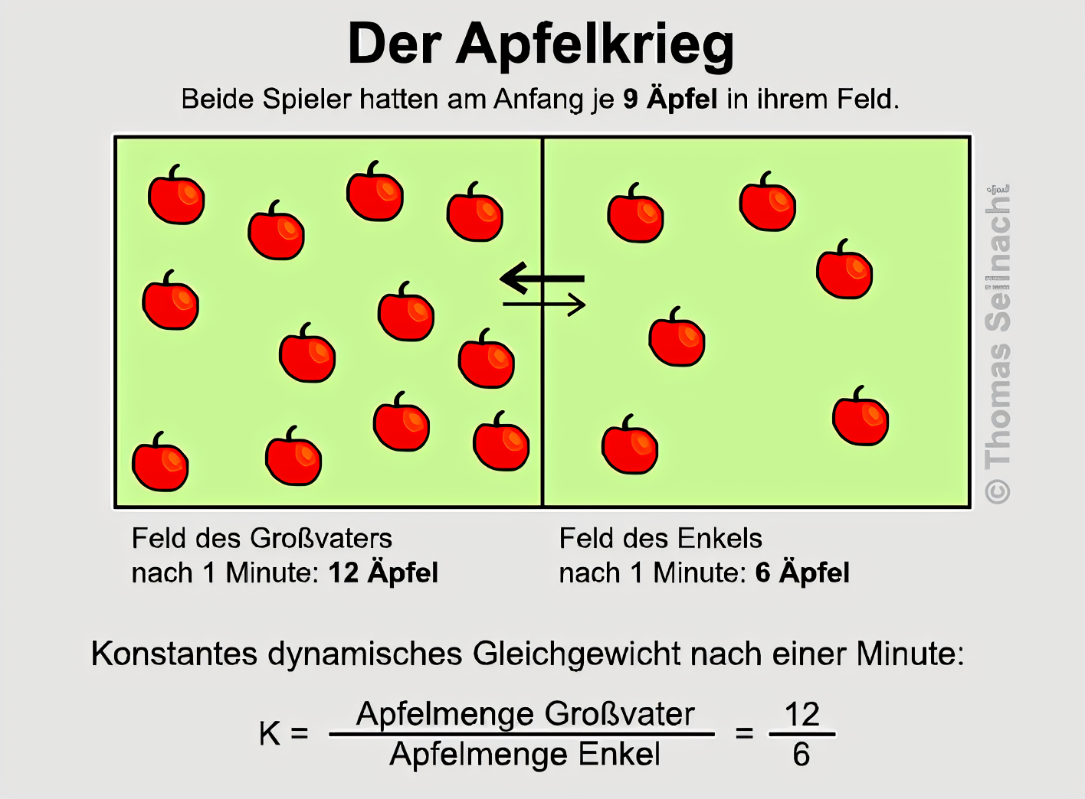 Der Apfelkrieg
Beide Spieler hatten am Anfang je 9 Äpfel in ihrem Feld.
© Thomas Seilnacht
Feld des Großvaters
nach 1 Minute: 12 Äpfel
Feld des Enkels
nach 1 Minute: 6 Äpfel
Konstantes dynamisches Gleichgewicht nach einer Minute:
K = Apfelmenge Großvater / Apfelmenge Enkel = 12 / 6